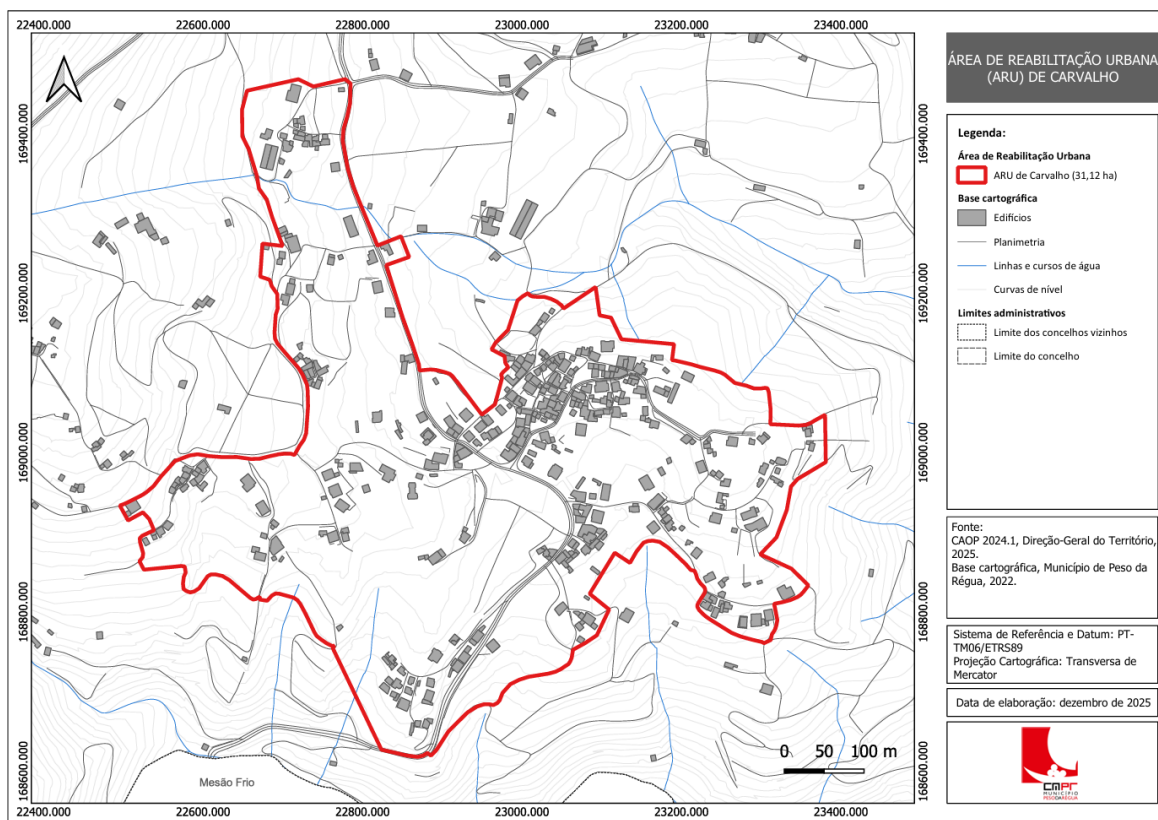 22400.000 22600.000 22800.000 23000.000 23200.000 23400.000
169400.000
169200.000
169000.000
168800.000
168600.000
169400.000
169200.000
169000.000
168800.000
168600.000
Mesão Frio
0 50 100 m
22400.000 22600.000 22800.000 23000.000 23200.000 23400.000
ÁREA DE REABILITAÇÃO URBANA
(ARU) DE CARVALHO
Legenda:
Área de Reabilitação Urbana
ARU de Carvalho (31,12 ha)
Base cartográfica
Edifícios
Planimetria
Linhas e cursos de água
Curvas de nível
Limites administrativos
Limite dos concelhos vizinhos
Limite do concelho
Fonte:
CAOP 2024.1, Direção-Geral do Território,
2025.
Base cartográfica, Município de Peso da
Régua, 2022.
Sistema de Referência e Datum: PT-
TM06/ETRS89
Projeção Cartográfica: Transversa de
Mercator
Data de elaboração: dezembro de 2025
CMPR
MUNICÍPIO
PESO DA RÉGUA